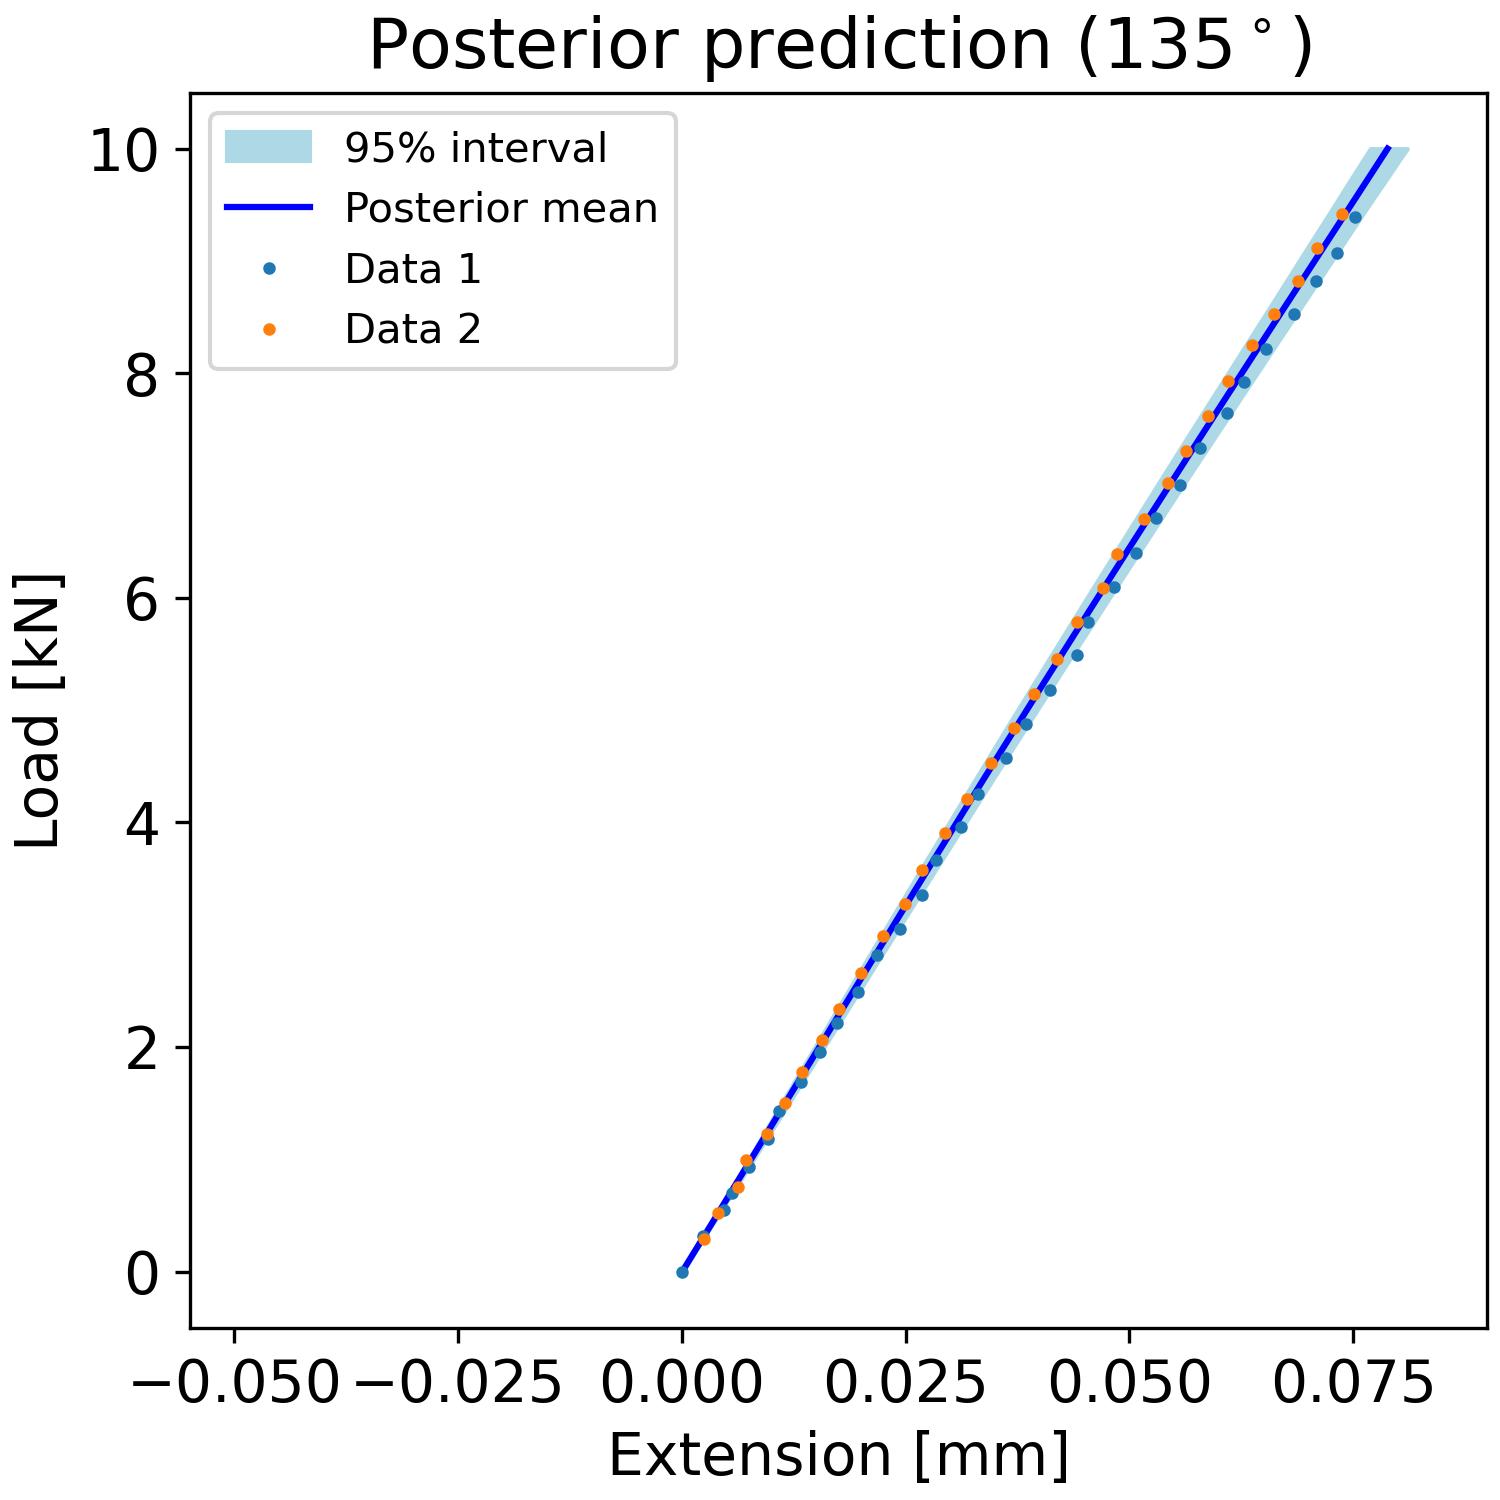 Posterior prediction (135°)
95% interval
Posterior mean
Data 1
Data 2
10
8
6
4
2
0
Load [kN]
−0.050 −0.025 0.000 0.025 0.050 0.075
Extension [mm]